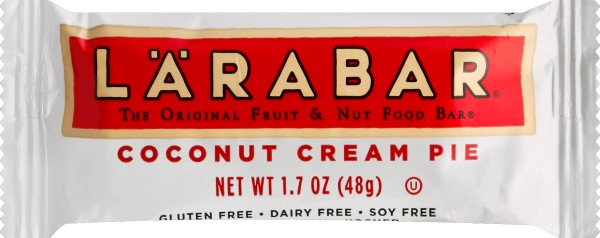 LÄRABAR®
THE ORIGINAL FRUIT & NUT FOOD BAR®
COCONUT CREAM PIE
NET WT 1.7 OZ (48g) Ⓤ
GLUTEN FREE • DAIRY FREE • SOY FREE